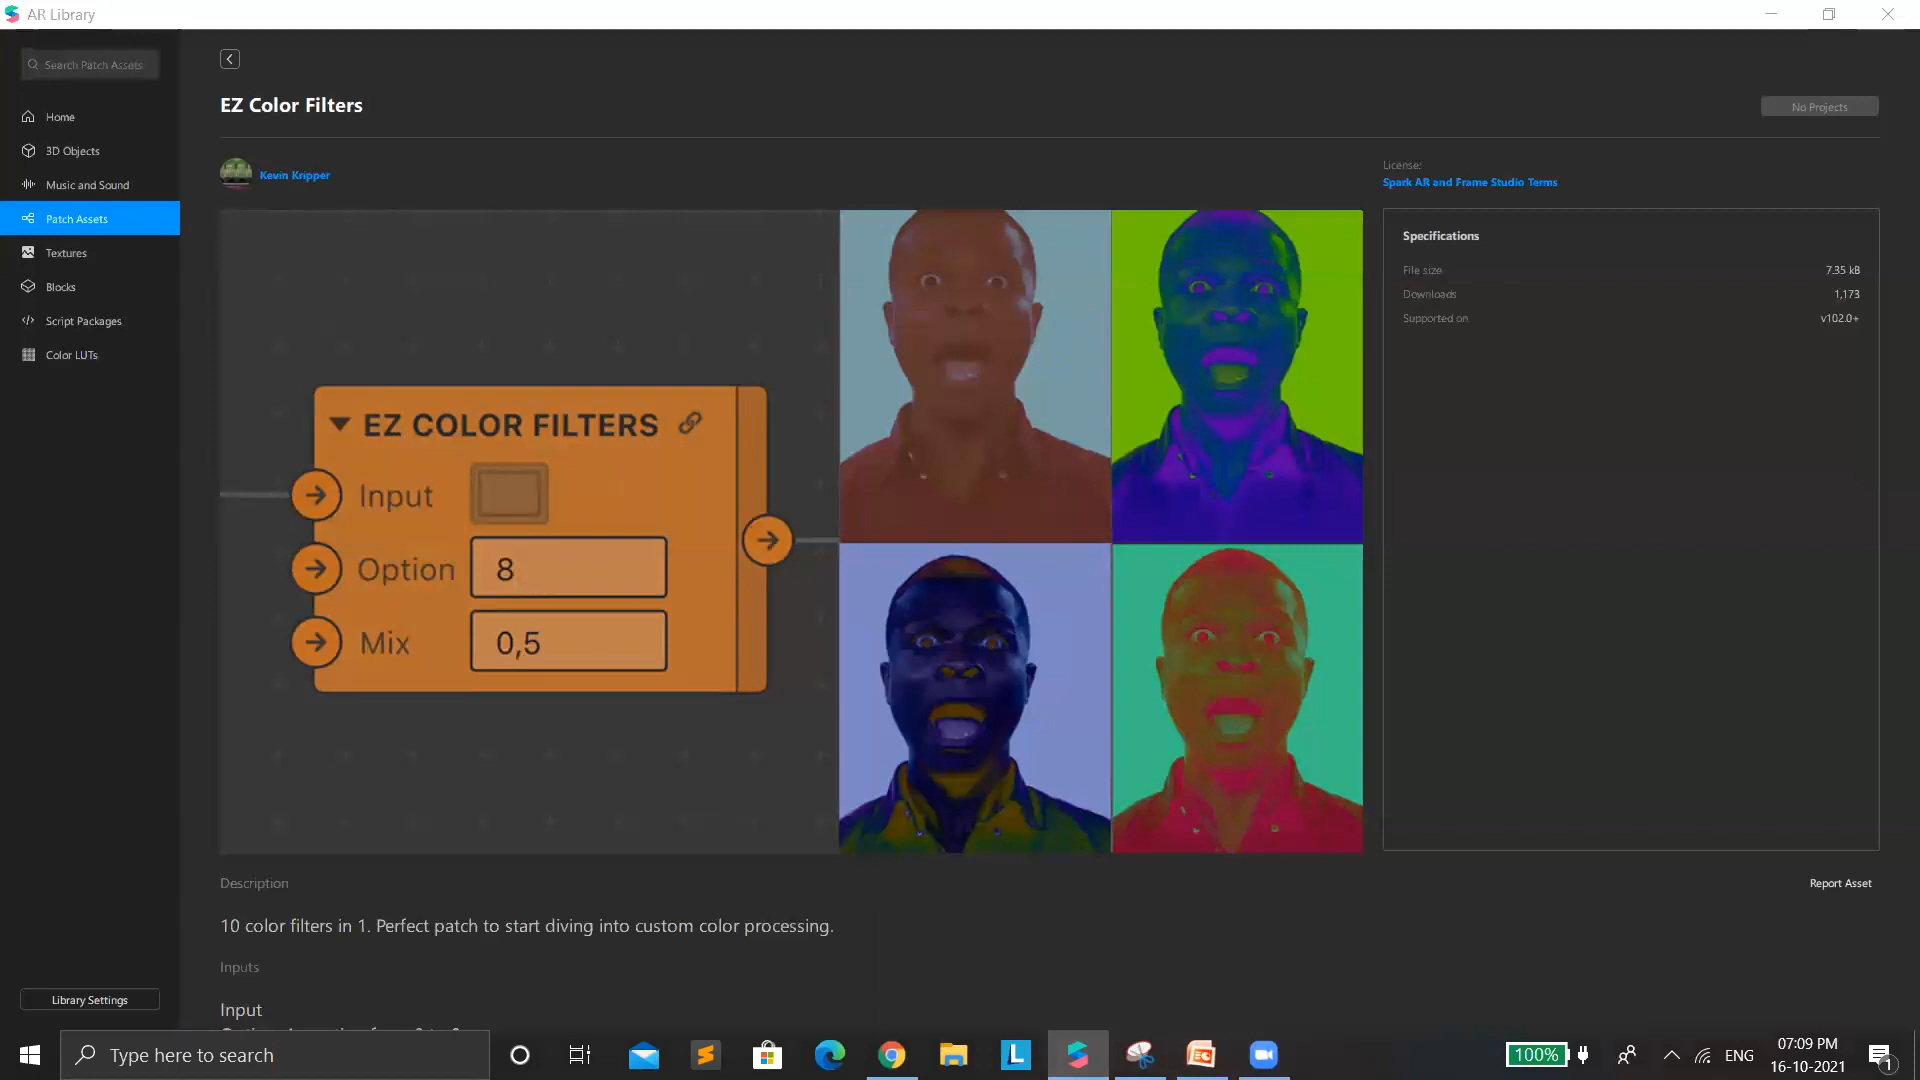 AR Library
Search Patch Assets
Home
3D Objects
Music and Sound
Patch Assets
Textures
Blocks
Script Packages
Color LUTs
Library Settings
EZ Color Filters
No Projects
Kevin Kripper
License:
Spark AR and Frame Studio Terms
EZ COLOR FILTERS
Input
Option 8
Mix 0,5
Specifications
File size 7.35 kB
Downloads 1,173
Supported on v102.0+
Description
Report Asset
10 color filters in 1. Perfect patch to start diving into custom color processing.
Inputs
Input
Type here to search
100%
ENG
07:09 PM
16-10-2021
1